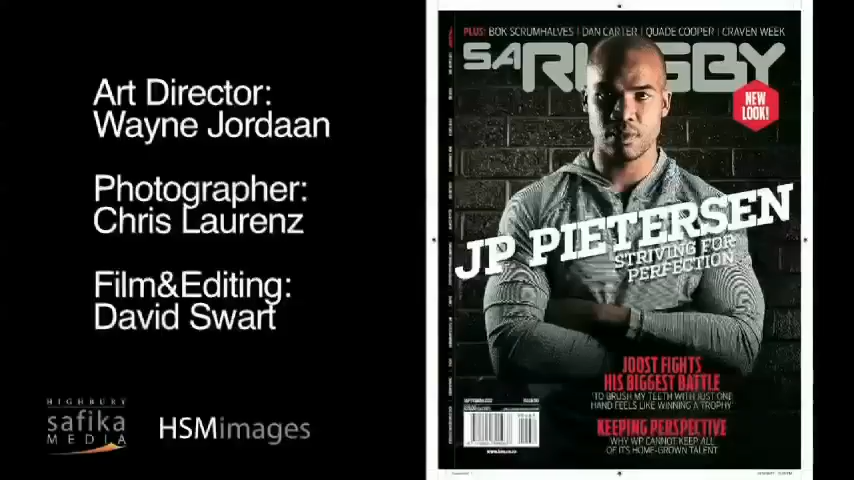 Art Director:
Wayne Jordaan
Photographer:
Chris Laurenz
Film&Editing:
David Swart
HIGHBURY
safika
MEDIA
HSMimages
PLUS: BOK SCRUMHALVES | DAN CARTER | QUADE COOPER | CRAVEN WEEK
SA RUGBY
NEW
LOOK!
JP PIETERSEN
STRIVING FOR
PERFECTION
JOOST FIGHTS
HIS BIGGEST BATTLE
'TO BRUSH MY TEETH WITH JUST ONE
HAND FEELS LIKE WINNING A TROPHY'
KEEPING PERSPECTIVE
WHY WP CANNOT KEEP ALL
OF ITS HOME-GROWN TALENT